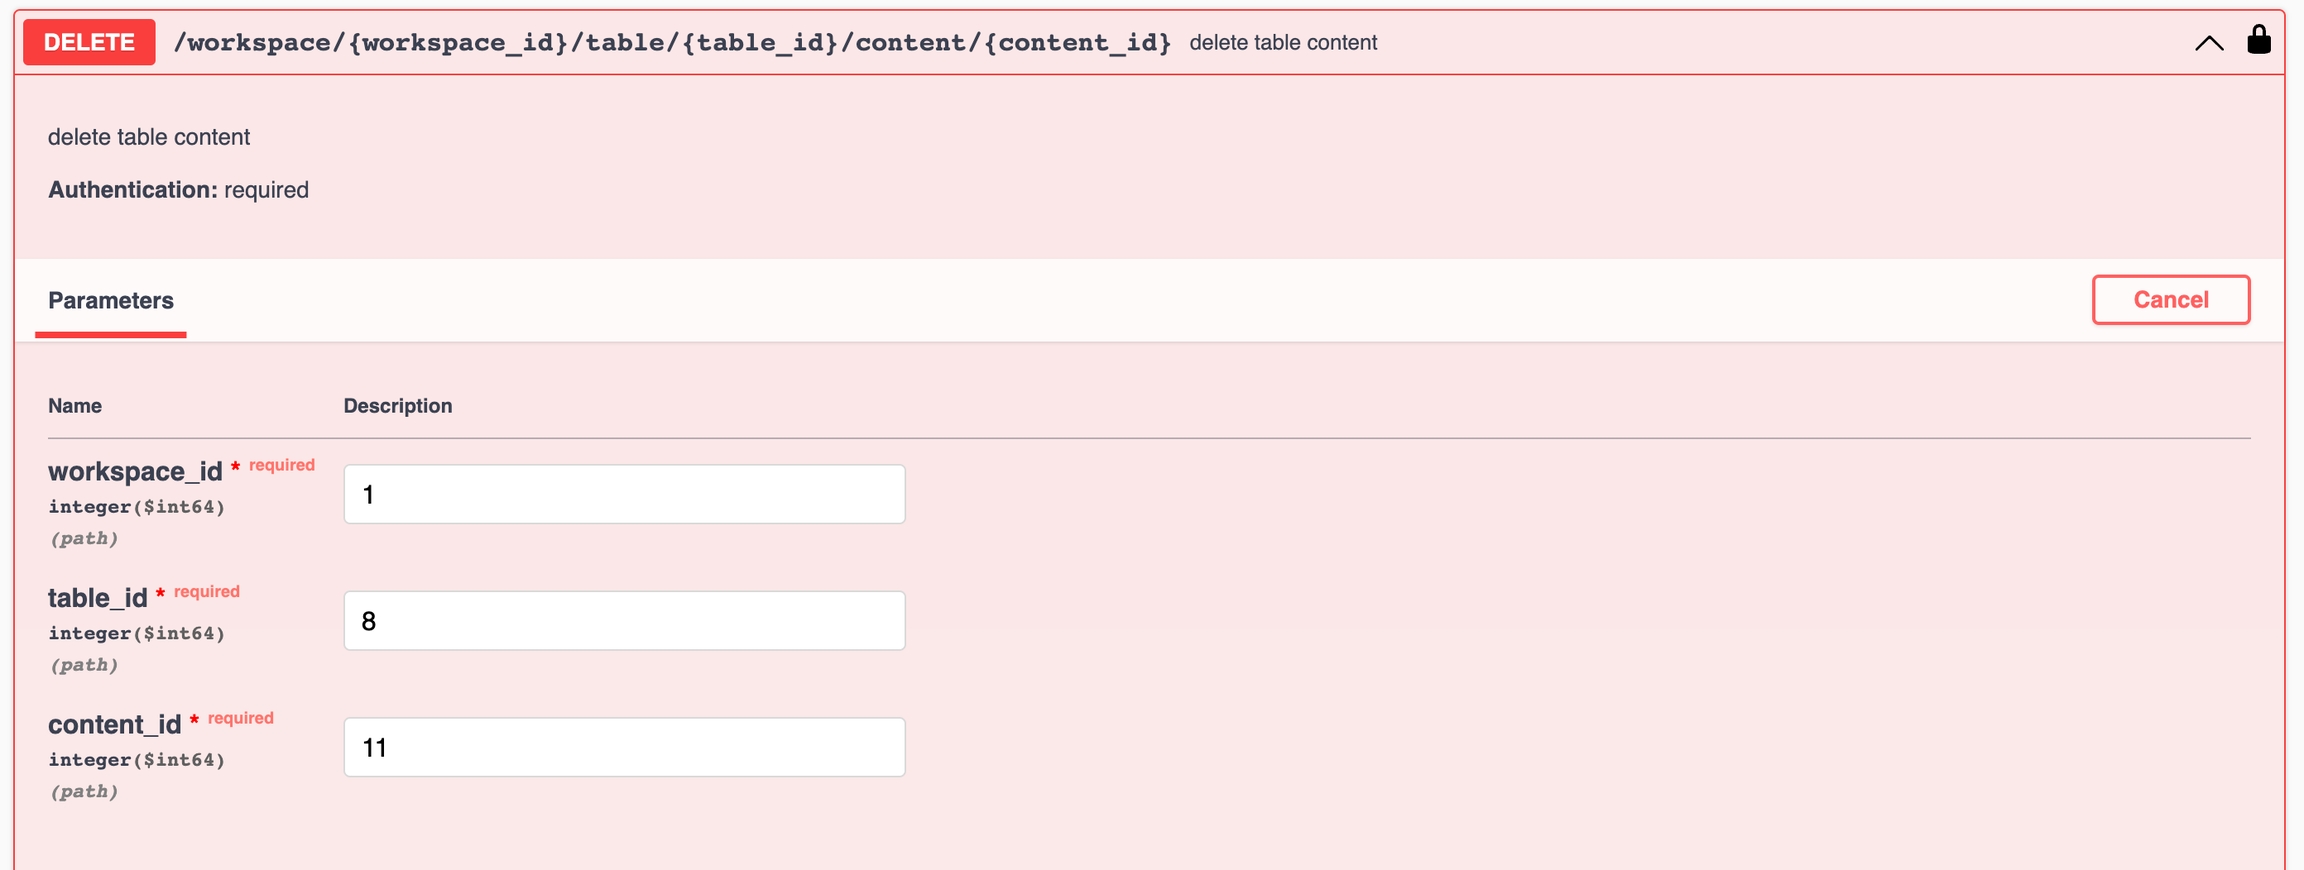 DELETE /workspace/{workspace_id}/table/{table_id}/content/{content_id} delete table content
delete table content
Authentication: required
Parameters
Cancel
Name Description
workspace_id * required
integer($int64)
(path)
1
table_id * required
integer($int64)
(path)
8
content_id * required
integer($int64)
(path)
11